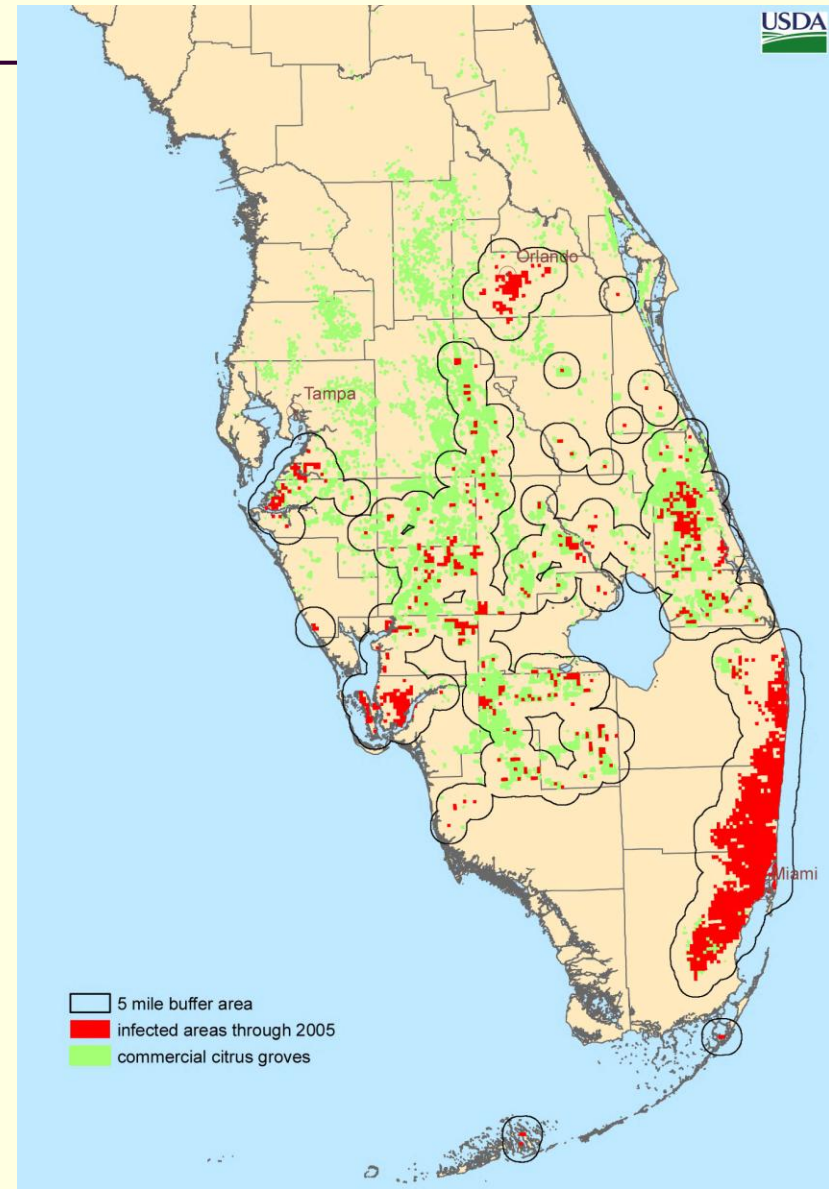 USDA
Orlando
Tampa
Miami
5 mile buffer area
infected areas through 2005
commercial citrus groves